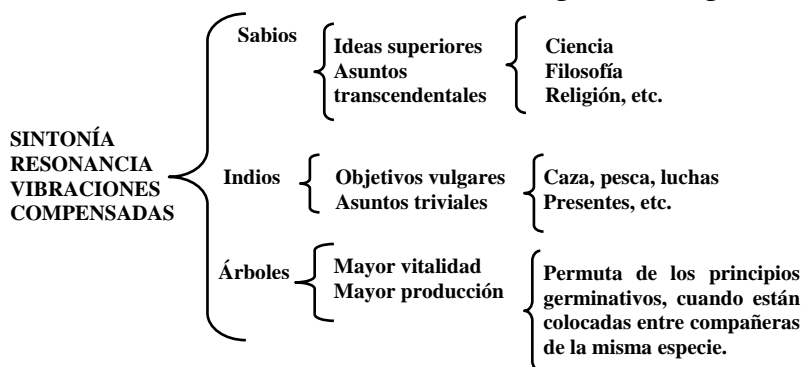 Sabios
Ideas superiores
Asuntos
transcendentales
Ciencia
Filosofía
Religión, etc.
SINTONÍA
RESONANCIA
VIBRACIONES
COMPENSADAS
Indios
Objetivos vulgares
Asuntos triviales
Caza, pesca, luchas
Presentes, etc.
Árboles
Mayor vitalidad
Mayor producción
Permuta de los principios
germinativos, cuando están
colocadas entre compañeras
de la misma especie.